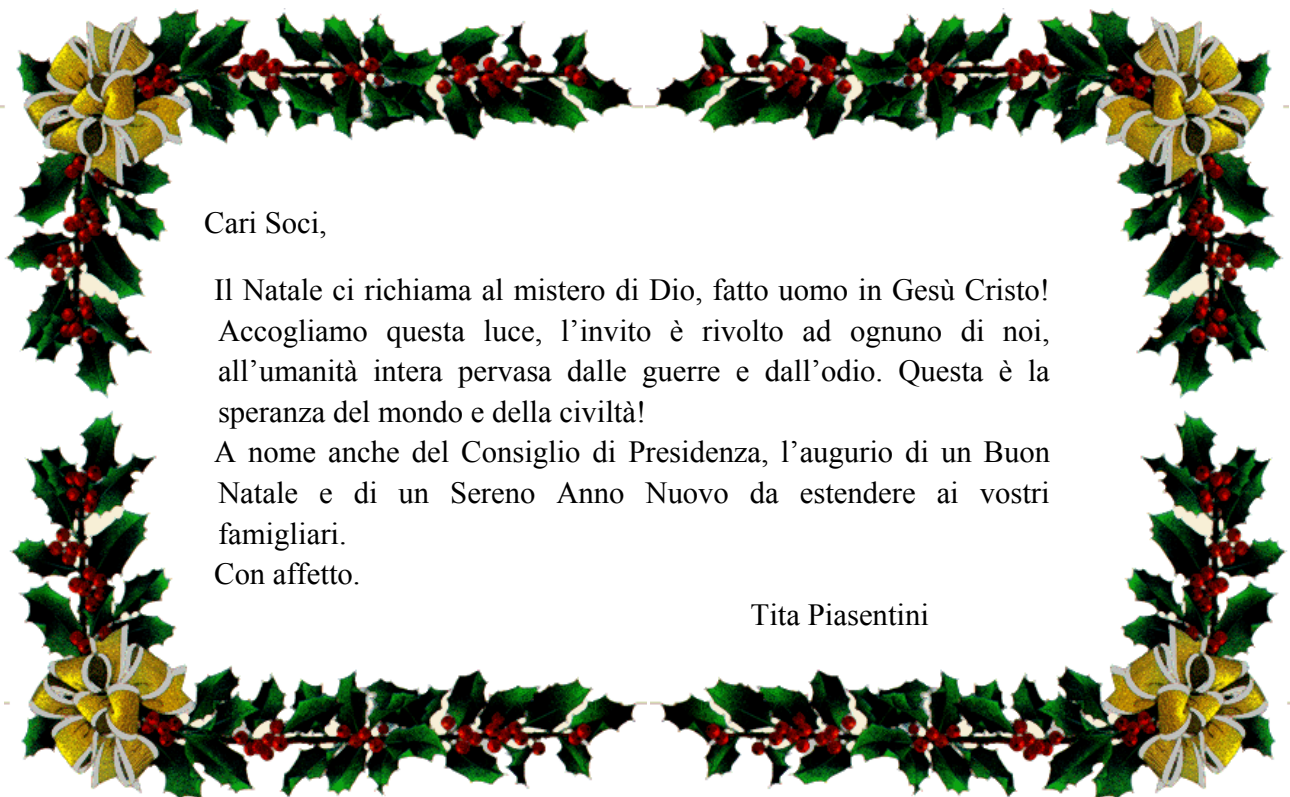 Cari Soci,
Il Natale ci richiama al mistero di Dio, fatto uomo in Gesù Cristo!
Accogliamo questa luce, l’invito è rivolto ad ognuno di noi,
all’umanità intera pervasa dalle guerre e dall’odio. Questa è la
speranza del mondo e della civiltà!
A nome anche del Consiglio di Presidenza, l’augurio di un Buon
Natale e di un Sereno Anno Nuovo da estendere ai vostri
famigliari.
Con affetto.
Tita Piasentini